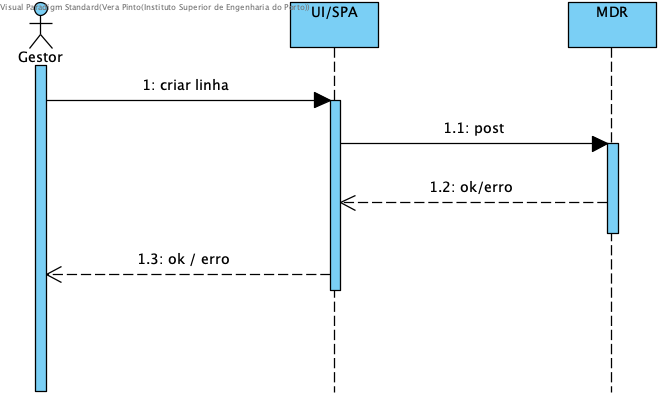 Visual Paradigm Standard(Vera Pinto(Instituto Superior de Engenharia do Porto))
UI/SPA
MDR
Gestor
1: criar linha
1.1: post
1.2: ok/erro
1.3: ok / erro